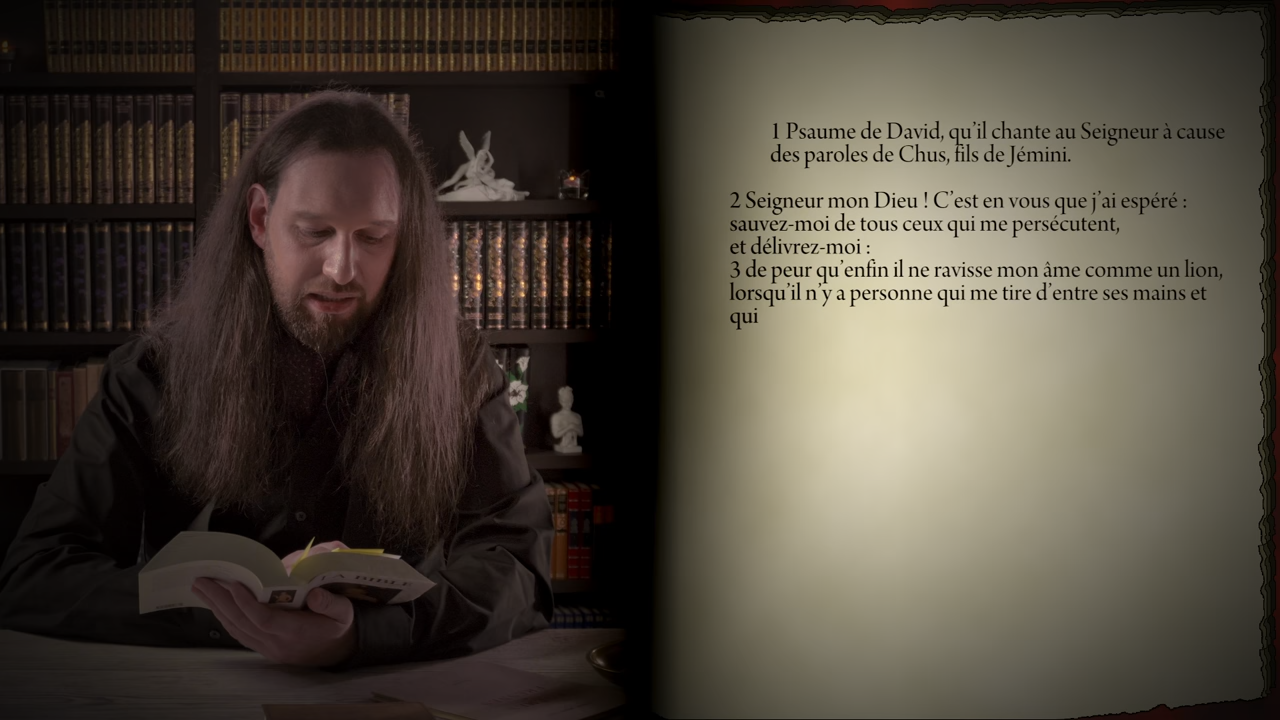 1 Psaume de David, qu’il chante au Seigneur à cause
des paroles de Chus, fils de Jémini.
2 Seigneur mon Dieu ! C’est en vous que j’ai espéré :
sauvez-moi de tous ceux qui me persécutent,
et délivrez-moi :
3 de peur qu’enfin il ne ravisse mon âme comme un lion,
lorsqu’il n’y a personne qui me tire d’entre ses mains et
qui
LA BIBLE